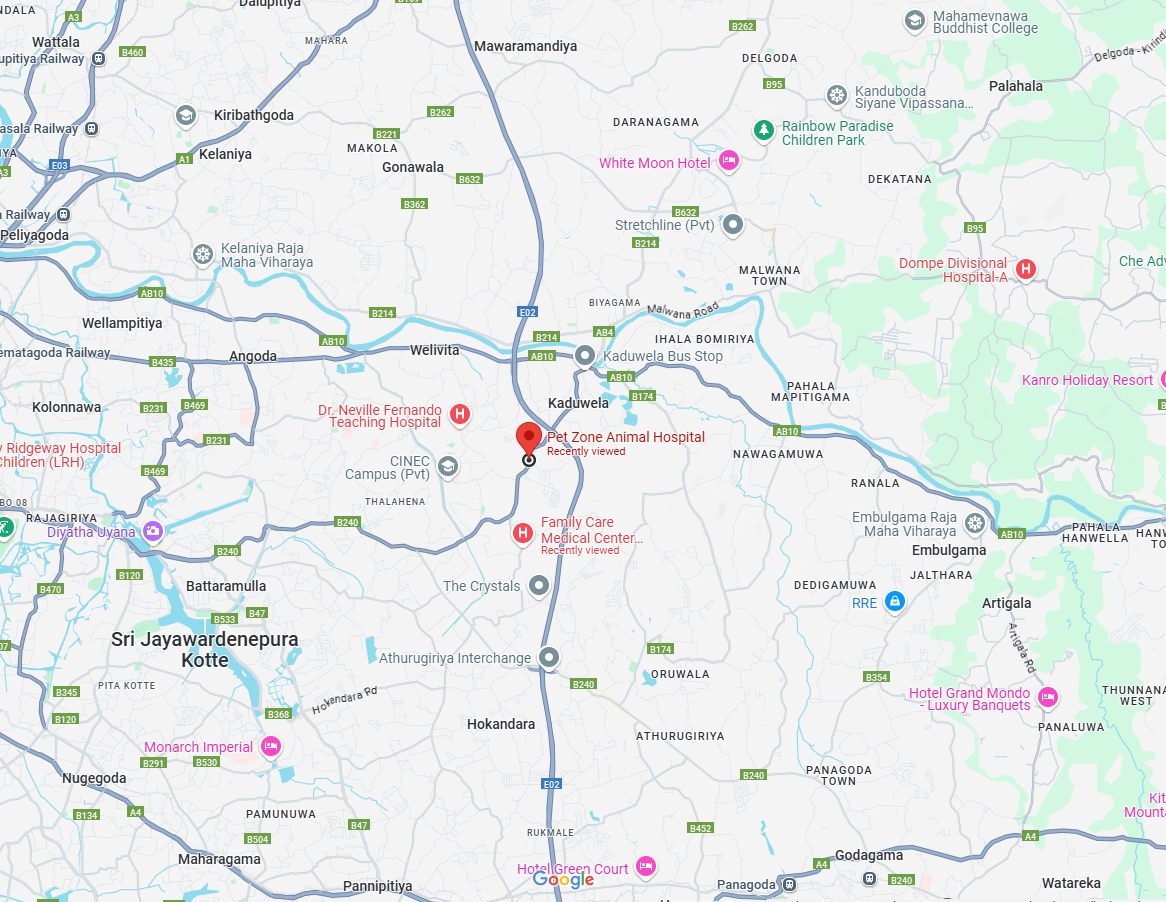 NDALA
A3
Dalupitiya
B262
Mahamevnawa
Buddhist College
Wattala
B460
MAHARA
Mawaramandiya
Delgoda - Kirindi
upitiya Railway
DELGODA
B95
Palahala
Kanduboda
Siyane Vipassana...
Kiribathgoda
B262
DARANAGAMA
Rainbow Paradise
Children Park
asala Railway
B221
MAKOLA
E03
A1
Kelaniya
Gonawala
White Moon Hotel
A3
B632
DEKATANA
B362
B632
a Railway
Peliyagoda
Stretchline (Pvt)
B95
B214
Kelaniya Raja
Maha Viharaya
MALWANA
TOWN
Dompe Divisional
Hospital-A
Che Adv
AB10
BIYAGAMA
Malwana Road
E02
B214
Wellampitiya
AB4
B214
IHALA BOMIRIYA
AB10
Welivita
AB10
Kaduwela Bus Stop
ematagoda Railway
B435
Angoda
AB10
Kanro Holiday Resort
PAHALA
MAPITIGAMA
B174
Kolonnawa
B231
B469
Kaduwela
Dr. Neville Fernando
Teaching Hospital
AB10
B231
Pet Zone Animal Hospital
Recently viewed
y Ridgeway Hospital
Children (LRH)
NAWAGAMUWA
CINEC
Campus (Pvt)
B469
RANALA
BO 08
THALAHENA
RAJAGIRIYA
Embulgama Raja
Maha Viharaya
B240
Family Care
Medical Center...
Recently viewed
Diyatha Uyana
AB10
PAHALA
HANWELLA
HANW
TO
B240
Embulgama
B120
JALTHARA
B470
Battaramulla
The Crystals
DEDIGAMUWA
RRE
Artigala
B533
B47
Artigala Rd
Sri Jayawardenepura
Kotte
B174
Athurugiriya Interchange
ORUWALA
B354
PITA KOTTE
B345
B240
Hokandara Rd
Hotel Grand Mondo
- Luxury Banquets
THUNNANA
WEST
B120
B368
Hokandara
PANALUWA
ATHURUGIRIYA
Monarch Imperial
B291
B530
PANAGODA
TOWN
B240
Nugegoda
E02
Kit
Mounta
B134
A4
PAMUNUWA
B47
B452
RUKMALE
B504
A4
Maharagama
Godagama
A4
Hotel Green Court
Google
Pannipitiya
Panagoda
B240
Watareka